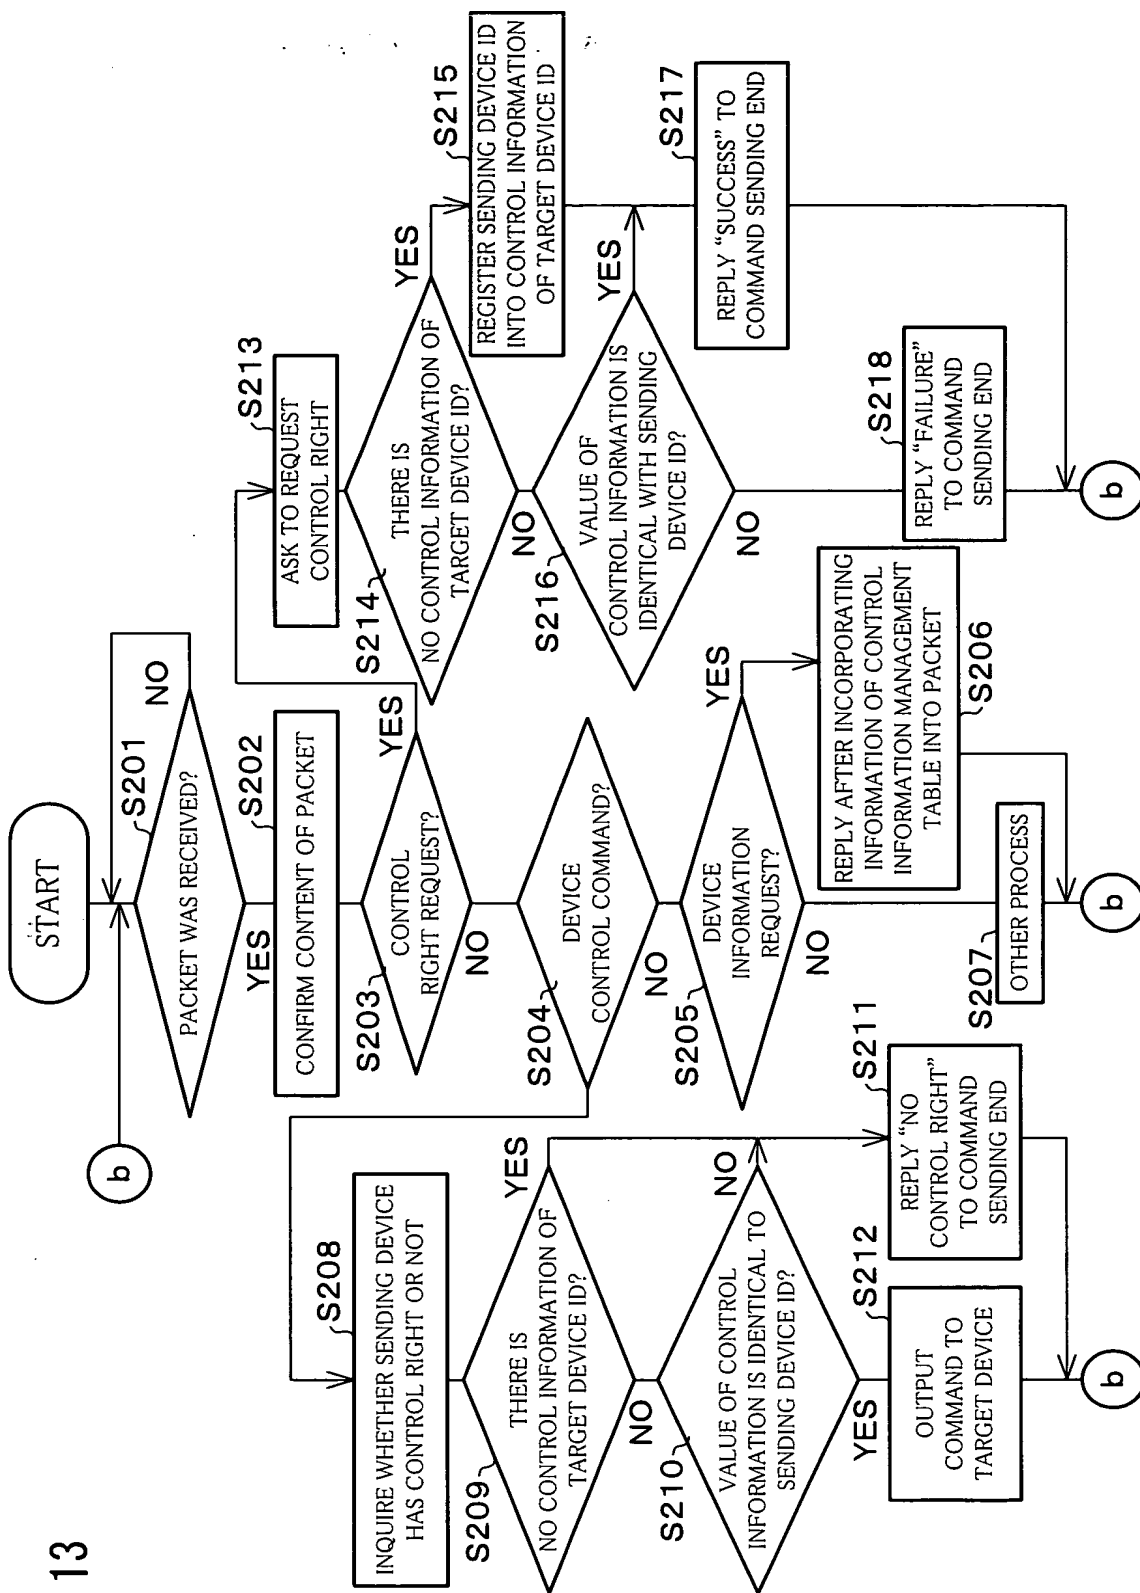 13
START
b
PACKET WAS RECEIVED?
S201
NO
YES
CONFIRM CONTENT OF PACKET
S202
CONTROL
RIGHT REQUEST?
S203
YES
NO
DEVICE
CONTROL COMMAND?
S204
NO
DEVICE
INFORMATION
REQUEST?
S205
YES
NO
REPLY AFTER INCORPORATING
INFORMATION OF CONTROL
INFORMATION MANAGEMENT
TABLE INTO PACKET
S206
S207
OTHER PROCESS
b
S208
INQUIRE WHETHER SENDING DEVICE
HAS CONTROL RIGHT OR NOT
THERE IS
NO CONTROL INFORMATION OF
TARGET DEVICE ID?
S209
YES
NO
VALUE OF CONTROL
INFORMATION IS IDENTICAL TO
SENDING DEVICE ID?
S210
NO
YES
S211
REPLY “NO
CONTROL RIGHT”
TO COMMAND
SENDING END
S212
OUTPUT
COMMAND TO
TARGET DEVICE
b
S213
ASK TO REQUEST
CONTROL RIGHT
THERE IS
NO CONTROL INFORMATION OF
TARGET DEVICE ID?
S214
YES
NO
S215
REGISTER SENDING DEVICE ID
INTO CONTROL INFORMATION
OF TARGET DEVICE ID
VALUE OF
CONTROL INFORMATION IS
IDENTICAL WITH SENDING
DEVICE ID?
S216
YES
NO
S217
REPLY “SUCCESS” TO
COMMAND SENDING END
S218
REPLY “FAILURE”
TO COMMAND
SENDING END
b